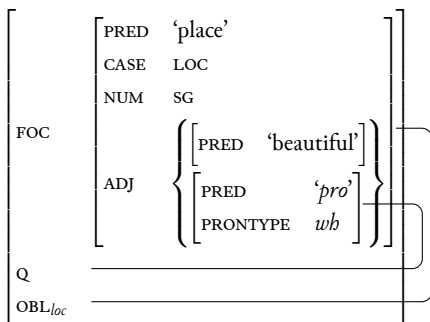 PRED ‘place’
CASE LOC
NUM SG
FOC
ADJ
PRED ‘beautiful’
PRED ‘pro’
PRONTYPE wh
Q
OBLloc